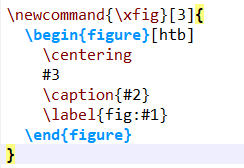 \newcommand{\xfig}[3]{
\begin{figure}[htb]
\centering
#3
\caption{#2}
\label{fig:#1}
\end{figure}
}